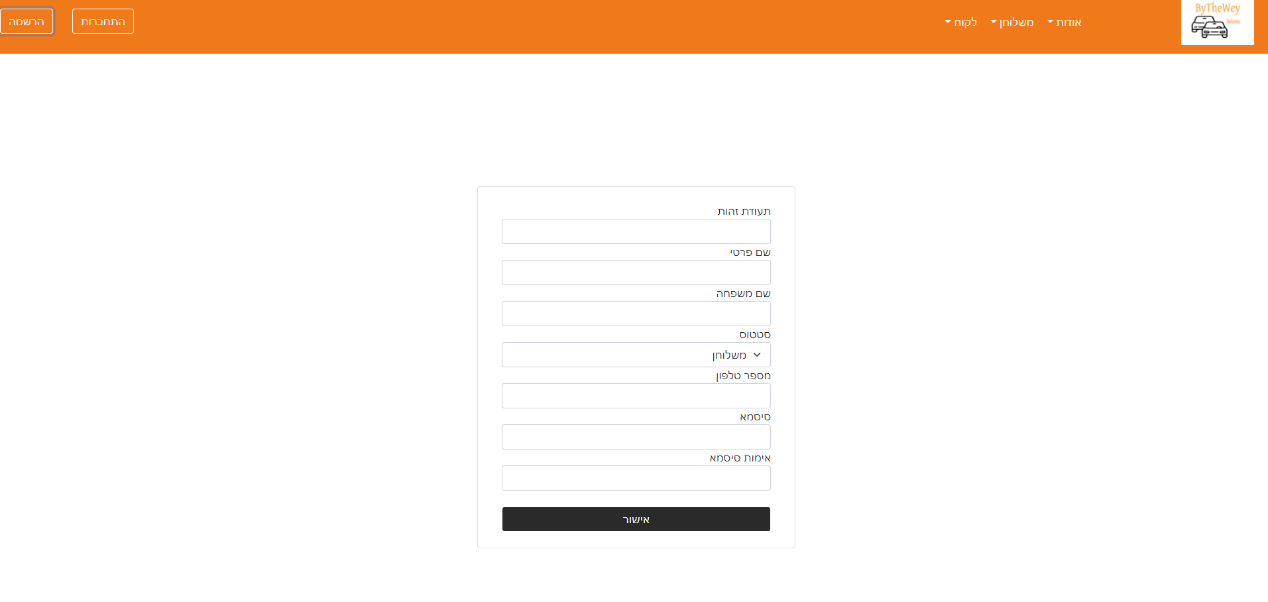 ByTheWey
אודות
משלוחן
לקוח
התחברות
הרשמה
תעודת זהות
שם פרטי
שם משפחה
סטטוס
משלוחן
מספר טלפון
סיסמא
אימות סיסמא
אישור